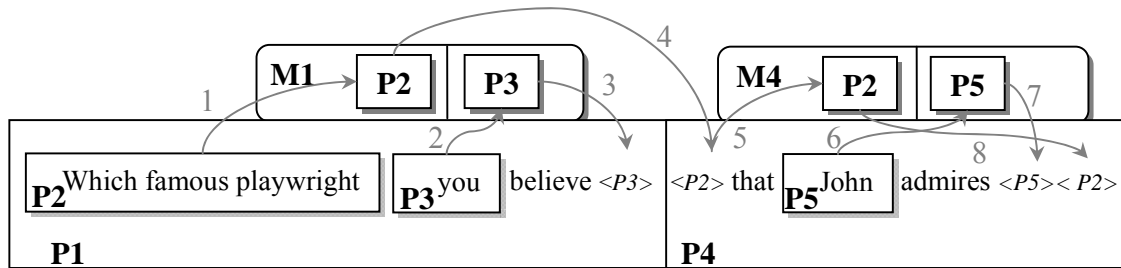 M1 P2 P3 3 4 M4 P2 P5 7
1 2 5 6 8
P2 Which famous playwright P3 you believe <P3> <P2> that P5 John admires <P5>< P2>
P1 P4